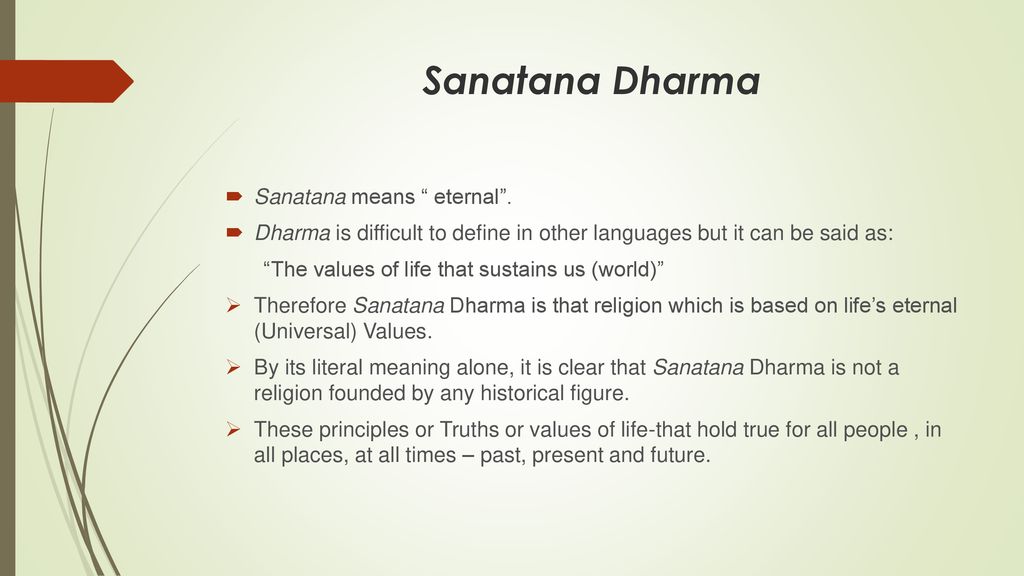 Sanatana Dharma
Sanatana means “ eternal”.
Dharma is difficult to define in other languages but it can be said as:
“The values of life that sustains us (world)”
Therefore Sanatana Dharma is that religion which is based on life’s eternal
(Universal) Values.
By its literal meaning alone, it is clear that Sanatana Dharma is not a
religion founded by any historical figure.
These principles or Truths or values of life-that hold true for all people , in
all places, at all times – past, present and future.